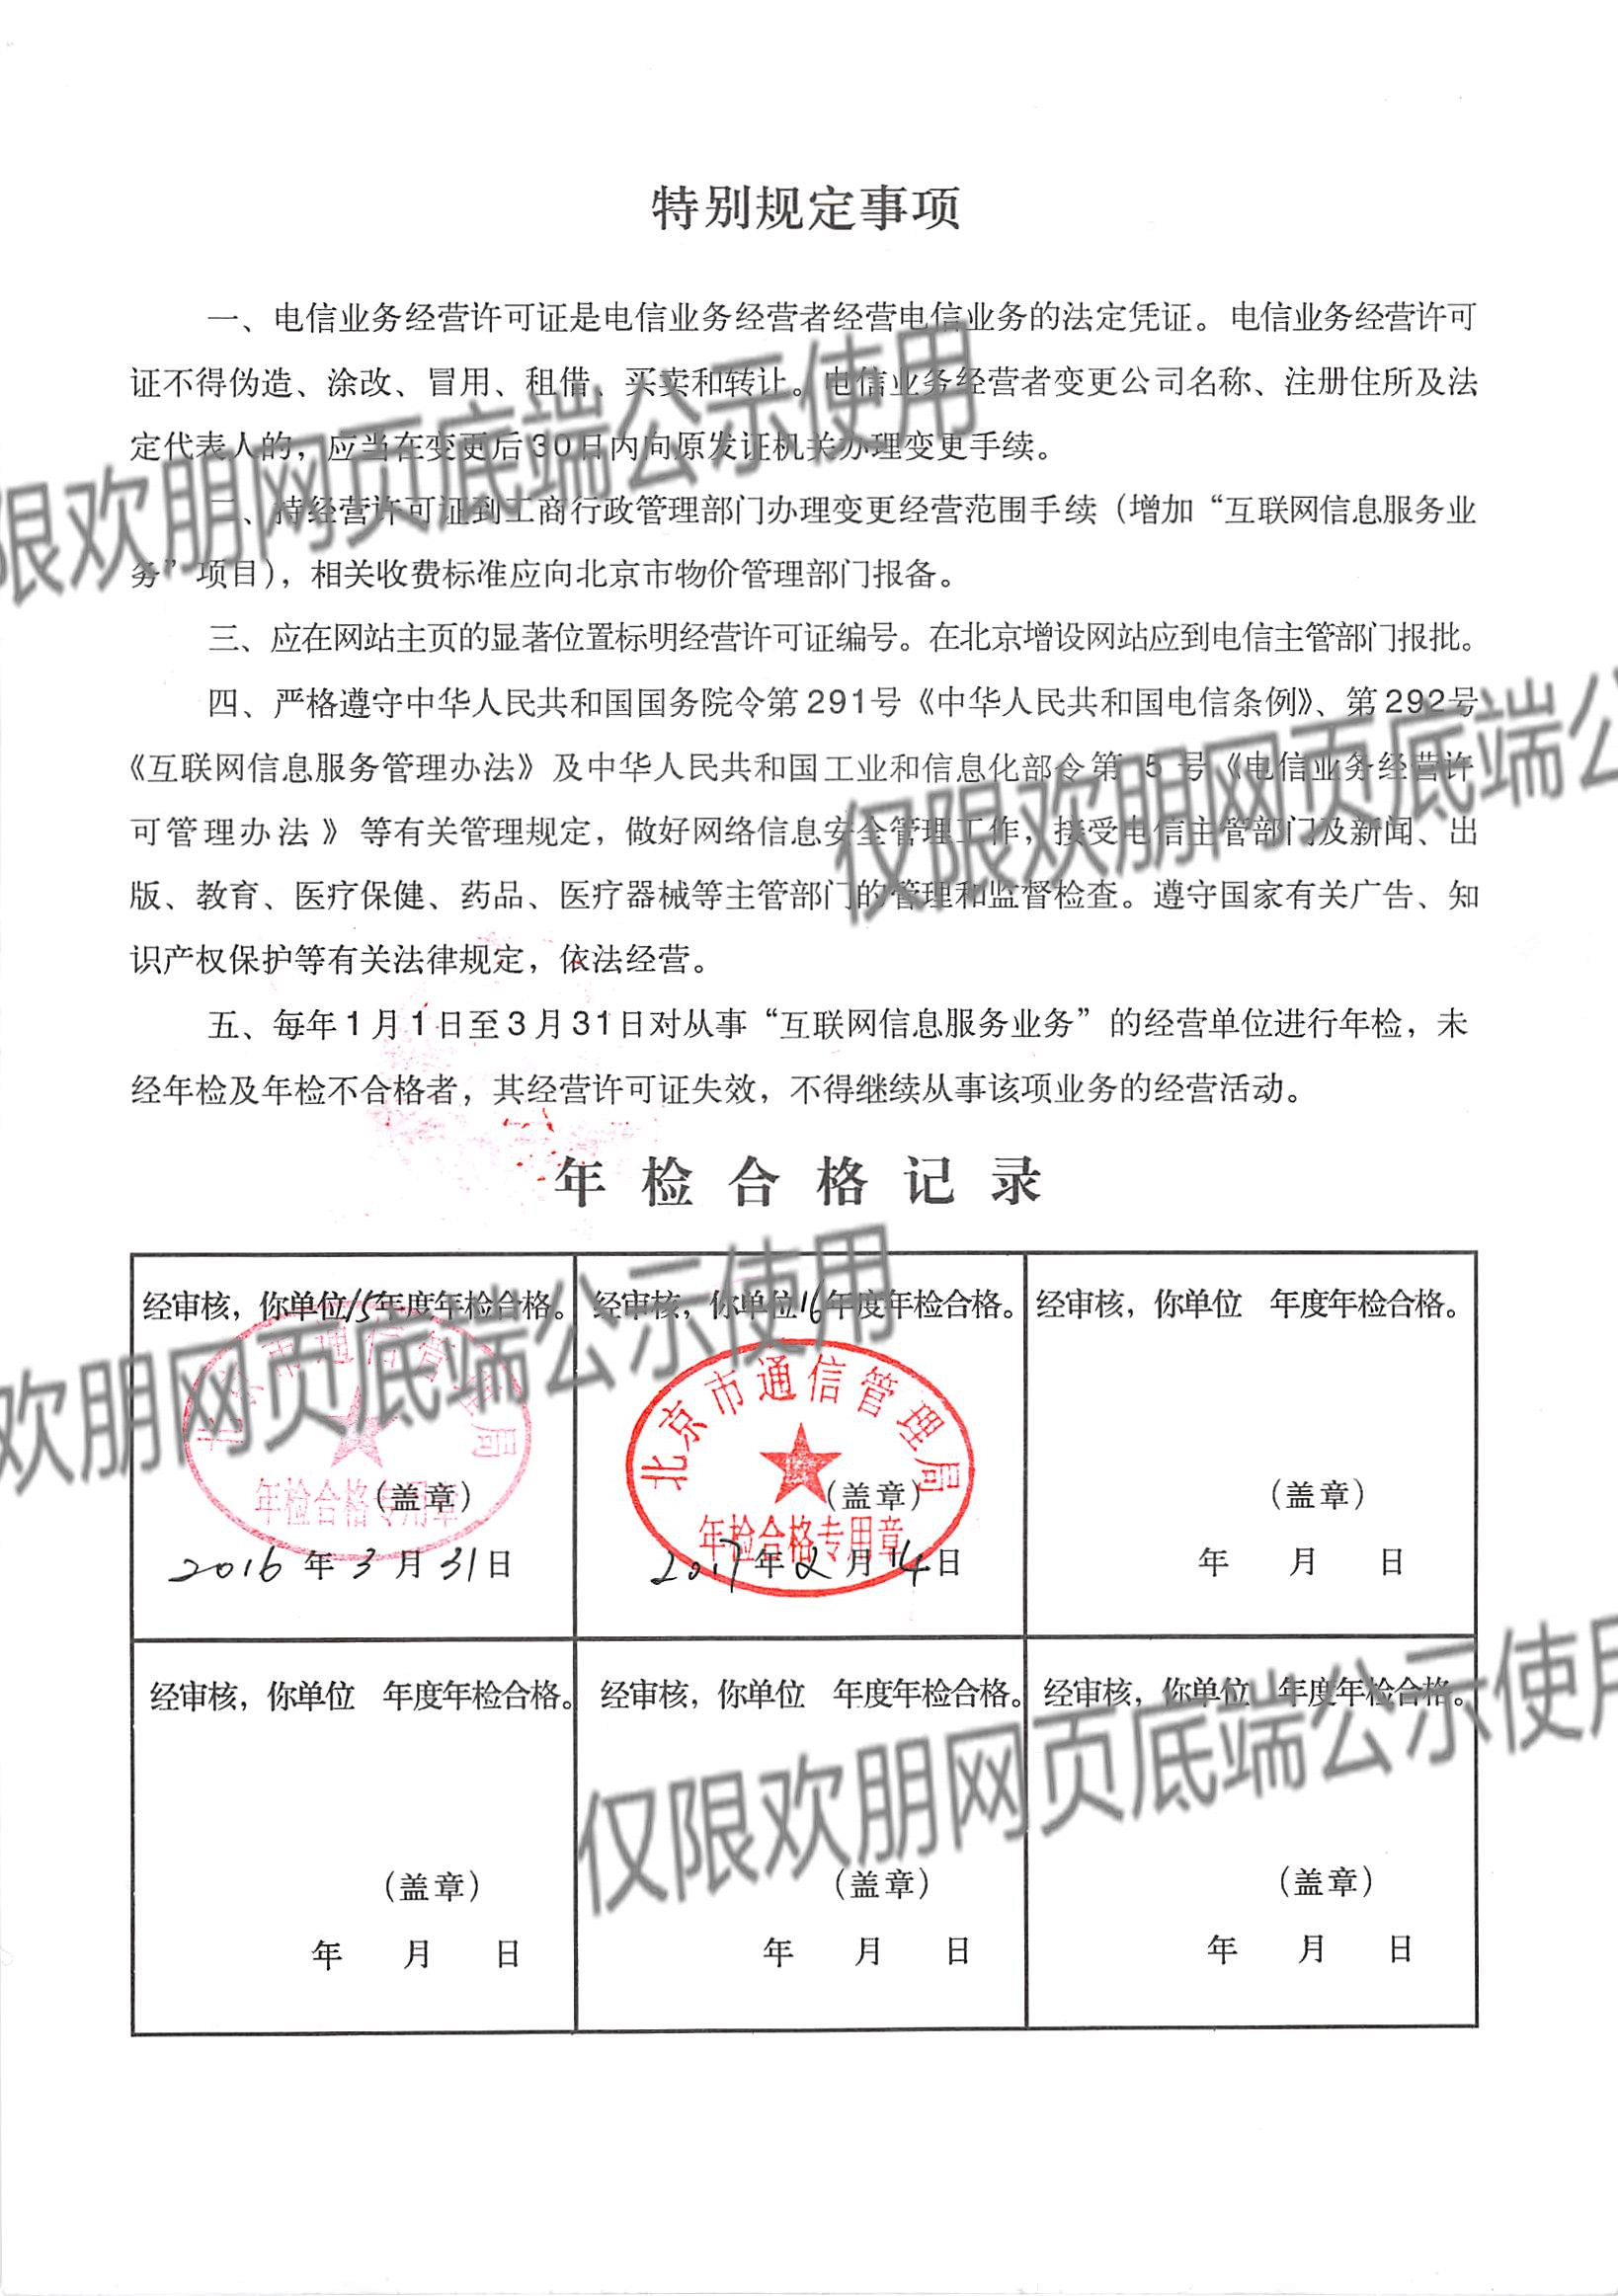 特别规定事项
一、电信业务经营许可证是电信业务经营者经营电信业务的法定凭证。电信业务经营许可
证不得伪造、涂改、冒用、租借、买卖和转让。电信业务经营者变更公司名称、注册住所及法
定代表人的，应当在变更后30日内向原发证机关办理变更手续。
二、持经营许可证到工商行政管理部门办理变更经营范围手续（增加“互联网信息服务业
务”项目），相关收费标准应向北京市物价管理部门报备。
三、应在网站主页的显著位置标明经营许可证编号。在北京增设网站应到电信主管部门报批。
四、严格遵守中华人民共和国国务院令第291号《中华人民共和国电信条例》、第292号
《互联网信息服务管理办法》及中华人民共和国工业和信息化部令第 5 号《电信业务经营许
可管理办法》等有关管理规定，做好网络信息安全管理工作，接受电信主管部门及新闻、出
版、教育、医疗保健、药品、医疗器械等主管部门的管理和监督检查。遵守国家有关广告、知
识产权保护等有关法律规定，依法经营。
五、每年1月1日至3月31日对从事“互联网信息服务业务”的经营单位进行年检，未
经年检及年检不合格者，其经营许可证失效，不得继续从事该项业务的经营活动。
年检合格记录
经审核，你单位15年度年检合格。
北京市通信管理局
（盖章）
年检合格专用章
2016年3月31日
经审核，你单位16年度年检合格。
北京市通信管理局
（盖章）
年检合格专用章
2017年2月14日
经审核，你单位 年度年检合格。
（盖章）
年 月 日
经审核，你单位 年度年检合格。
（盖章）
年 月 日
经审核，你单位 年度年检合格。
（盖章）
年 月 日
经审核，你单位 年度年检合格。
（盖章）
年 月 日
限欢朋网页底端公示使用
仅限欢朋网页底端公
欢朋网页底端公示使用
仅限欢朋网页底端公示使